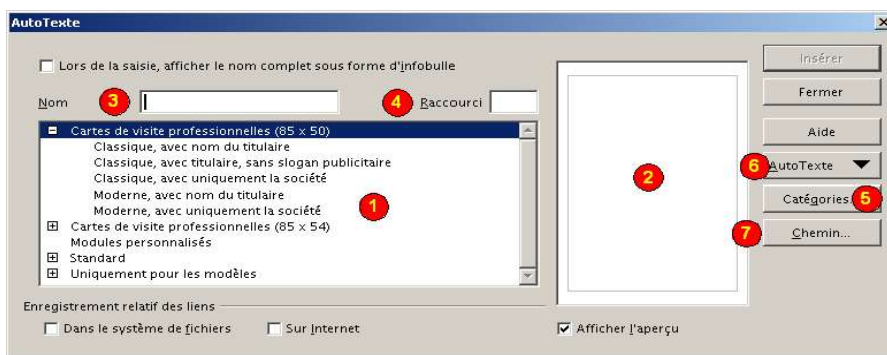 AutoTexte
Lors de la saisie, afficher le nom complet sous forme d'infobulle
Insérer
Nom 3 4 Raccourci
Fermer
Cartes de visite professionnelles (85 x 50)
Classique, avec nom du titulaire
Classique, avec titulaire, sans slogan publicitaire
Classique, avec uniquement la société
Moderne, avec nom du titulaire
Moderne, avec uniquement la société
1
Cartes de visite professionnelles (85 x 54)
Modules personnalisés
Standard
Uniquement pour les modèles
2
Aide
6 AutoTexte
Catégories. 5
7 Chemin...
Enregistrement relatif des liens
Dans le système de fichiers Sur Internet Afficher l'aperçu